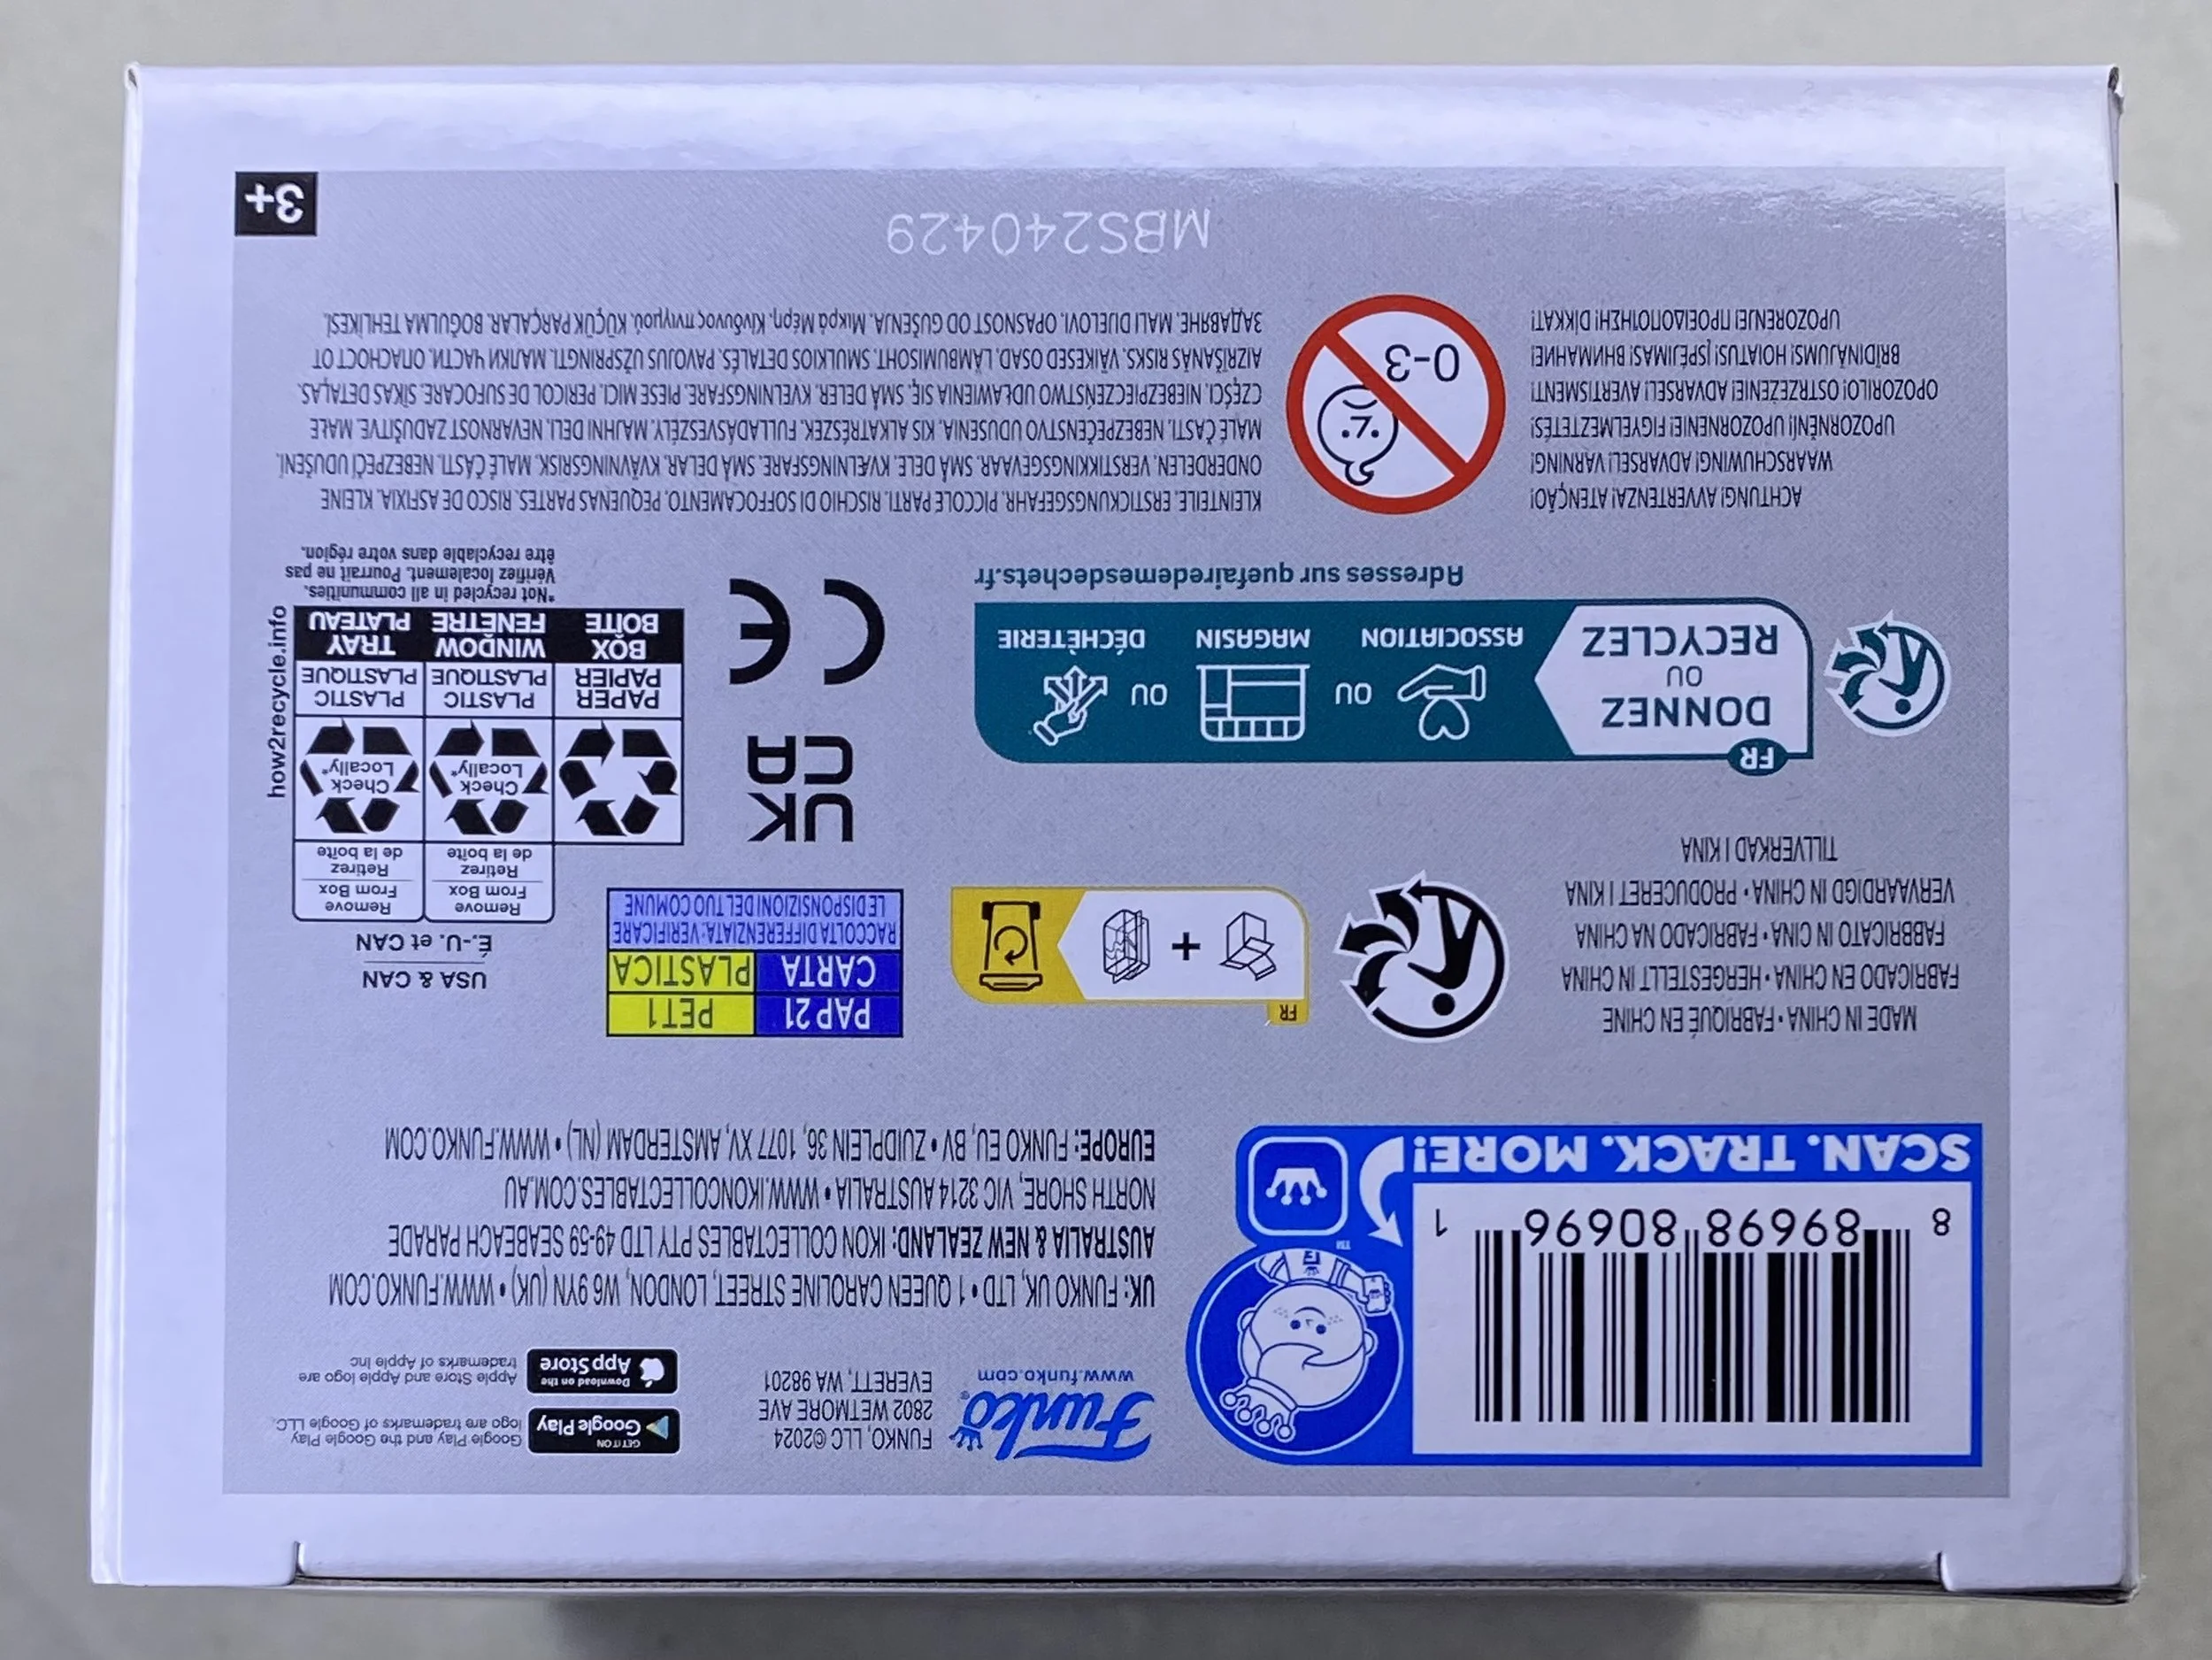 8 89698 80696 1
SCAN. TRACK. MORE!
TM
Funko®
www.funko.com
FUNKO, LLC ©2024
2802 WETMORE AVE
EVERETT, WA 98201
GET IT ON
Google Play
Google Play and the Google Play
logo are trademarks of Google LLC.
Download on the
App Store
Apple Store and Apple logo are
trademarks of Apple Inc
UK: FUNKO UK, LTD • 1 QUEEN CAROLINE STREET, LONDON, W6 9YN (UK) • WWW.FUNKO.COM
AUSTRALIA & NEW ZEALAND: IKON COLLECTABLES PTY LTD 49-59 SEABEACH PARADE
NORTH SHORE, VIC 3214 AUSTRALIA • WWW.IKONCOLLECTABLES.COM.AU
EUROPE: FUNKO EU, BV • ZUIDPLEIN 36, 1077 XV, AMSTERDAM (NL) • WWW.FUNKO.COM
MADE IN CHINA • FABRIQUÉ EN CHINE
FABRICADO EN CHINA • HERGESTELLT IN CHINA
FABBRICATO IN CINA • FABRICADO NA CHINA
VERVAARDIGD IN CHINA • PRODUCERET I KINA
TILLVERKAD I KINA
FR
+
PAP 21 PET 1
CARTA PLASTICA
RACCOLTA DIFFERENZIATA: VERIFICARE
LE DISPOSIZIONI DEL TUO COMUNE
USA & CAN
É.-U. et CAN
Remove
From Box
Retirez
de la boîte
Remove
From Box
Retirez
de la boîte
Check
Locally*
Check
Locally*
PAPER
PAPIER
PLASTIC
PLASTIQUE
PLASTIC
PLASTIQUE
BOX
BOÎTE
WINDOW
FENÊTRE
TRAY
PLATEAU
how2recycle.info
*Not recycled in all communities.
Vérifiez localement. Pourrait ne pas
être recyclable dans votre région.
UK
CA
CE
FR
DONNEZ
OU
RECYCLEZ
ASSOCIATION
OU
MAGASIN
OU
DÉCHÈTERIE
Adresses sur quefairedemesdechets.fr
ACHTUNG! AVVERTENZA! ATENÇÃO!
WAARSCHUWING! ADVARSEL! VARNING!
UPOZORNĚNÍ! UPOZORNENIE! FIGYELMEZTETÉS!
OPOZORILO! OSTRZEŻENIE! ADVARSEL! AVERTISMENT!
BRĪDINĀJUMS! HOIATUS! ĮSPĖJIMAS! ВНИМАНИЕ!
UPOZORENJE! ΠΡΟΕΙΔΟΠΟΙΗΣΗ! DİKKAT!
0-3
KLEINTEILE. ERSTICKUNGSGEFAHR. PICCOLE PARTI. RISCHIO DI SOFFOCAMENTO. PEQUENAS PARTES. RISCO DE ASFIXIA. KLEINE
ONDERDELEN. VERSTIKKINGSGEVAAR. SMÅ DELE. KVÆLNINGSFARE. SMÅ DELAR. KVÄVNINGSRISK. MALÉ ČÁSTI. NEBEZPEČÍ UDUŠENÍ.
MALÉ ČASTI. NEBEZPEČENSTVO UDUSENIA. KIS ALKATRÉSZEK. FULLADÁSVESZÉLY. MAJHNI DELI. NEVARNOST ZADUŠITVE. MAŁE
CZĘŚCI. NIEBEZPIECZEŃSTWO UDŁAWIENIA SIĘ. SMÅ DELER. KVELNINGSFARE. PIESE MICI. PERICOL DE SUFOCARE. SĪKAS DETAĻAS.
AIZRĪŠANĀS RISKS. VÄIKESED OSAD. LÄMBUMISOHT. SMULKIOS DETALĖS. PAVOJUS UŽSPRINGTI. МАЛКИ ЧАСТИ. ОПАСНОСТ ОТ
ЗАДАВЯНЕ. MALI DIJELOVI. OPASNOST OD GUŠENJA. Μικρά Μέρη. Κίνδυνος πνιγμού. KÜÇÜK PARÇALAR. BOĞULMA TEHLİKESİ.
MBS240429
3+